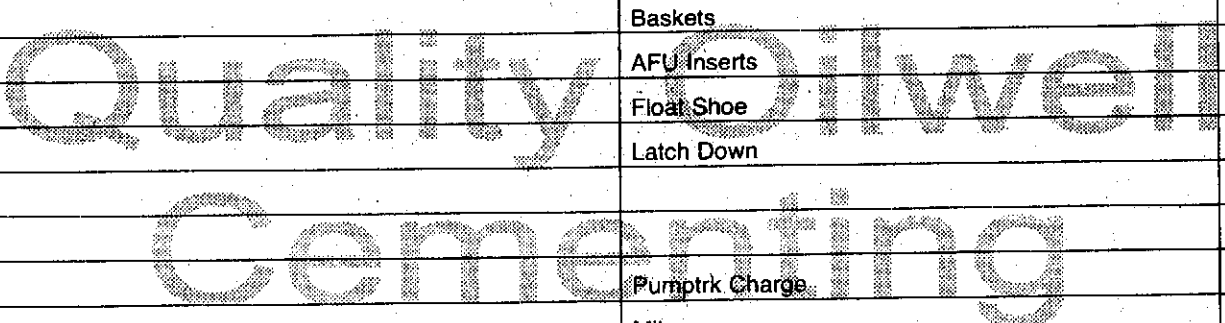 Baskets
Quality Oilwell
AFU Inserts
Float Shoe
Latch Down
Cementing
Pumptrk Charge